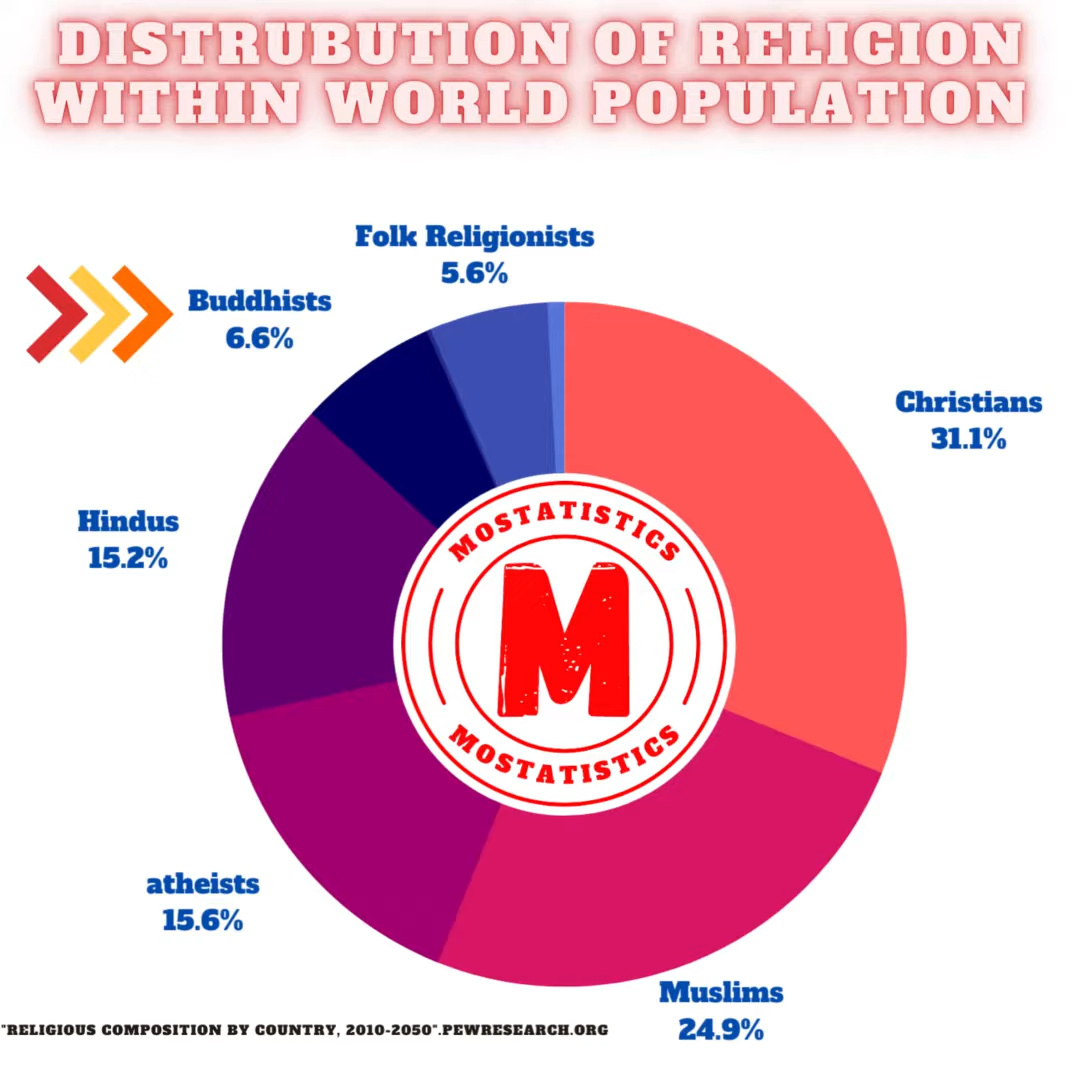 DISTRUBUTION OF RELIGION
WITHIN WORLD POPULATION
Folk Religionists
5.6%
Buddhists
6.6%
Christians
31.1%
Hindus
15.2%
MOSTATISTICS
M
MOSTATISTICS
atheists
15.6%
Muslims
24.9%
"RELIGIOUS COMPOSITION BY COUNTRY, 2010-2050".PEWRESEARCH.ORG